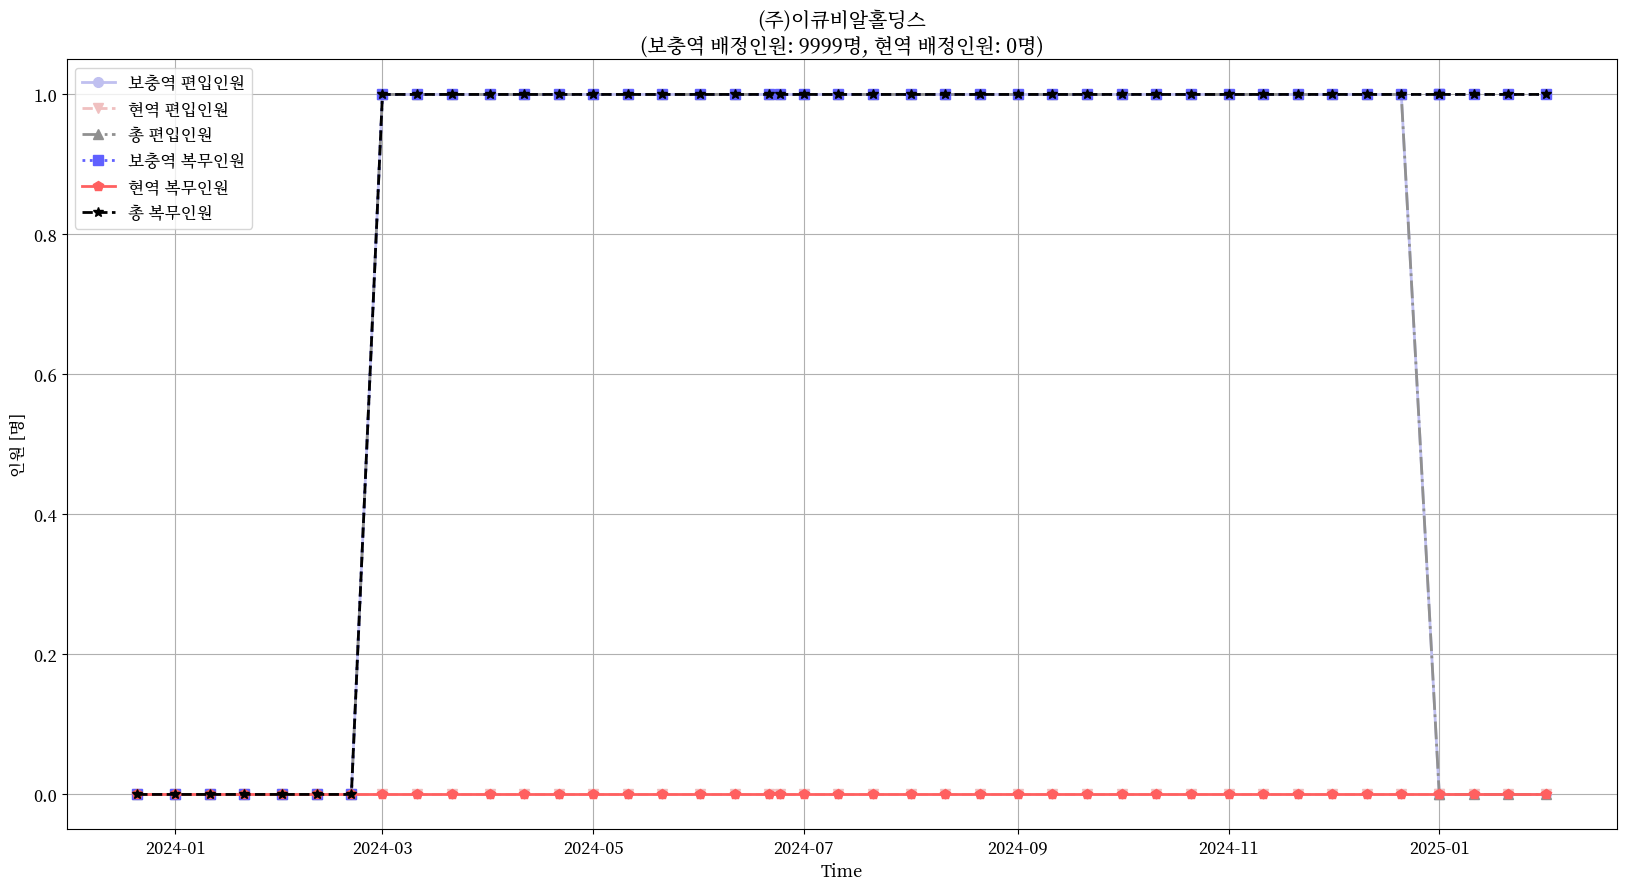 (주)이큐비알홀딩스
(보충역 배정인원: 9999명, 현역 배정인원: 0명)
보충역 편입인원
현역 편입인원
총 편입인원
보충역 복무인원
현역 복무인원
총 복무인원
1.0
0.8
0.6
0.4
0.2
0.0
인원 [명]
2024-01
2024-03
2024-05
2024-07
2024-09
2024-11
2025-01
Time